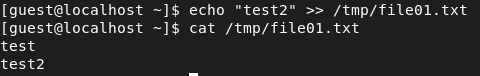 [guest@localhost ~]$ echo "test2" >> /tmp/file01.txt
[guest@localhost ~]$ cat /tmp/file01.txt
test
test2